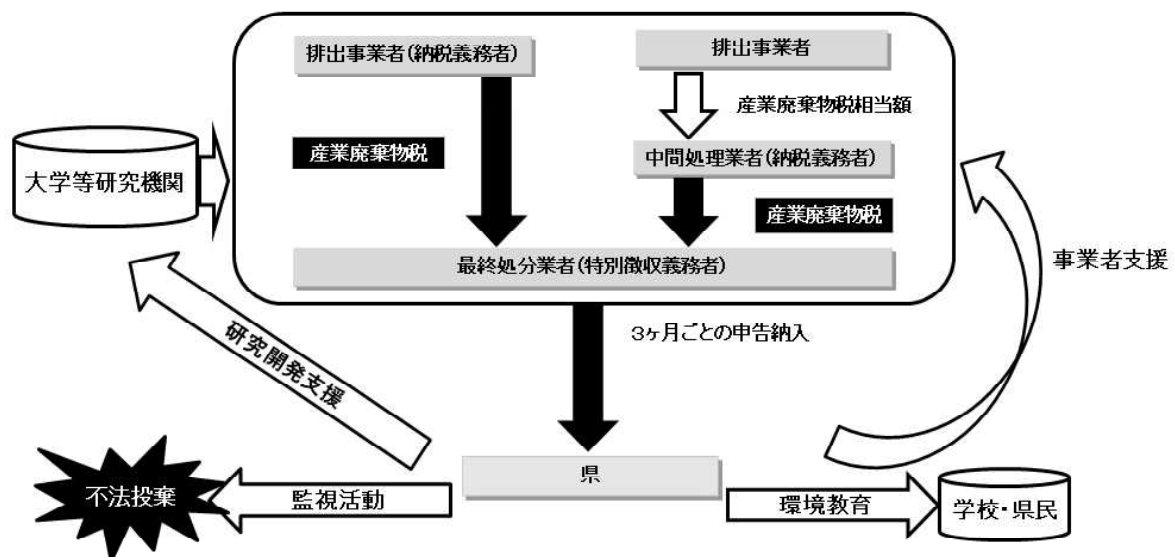 排出事業者(納税義務者)
排出事業者
産業廃棄物税相当額
産業廃棄物税
中間処理業者(納税義務者)
大学等研究機関
産業廃棄物税
最終処分業者(特別徴収義務者)
事業者支援
3ヶ月ごとの申告納入
研究開発支援
県
不法投棄
監視活動
環境教育
学校・県民